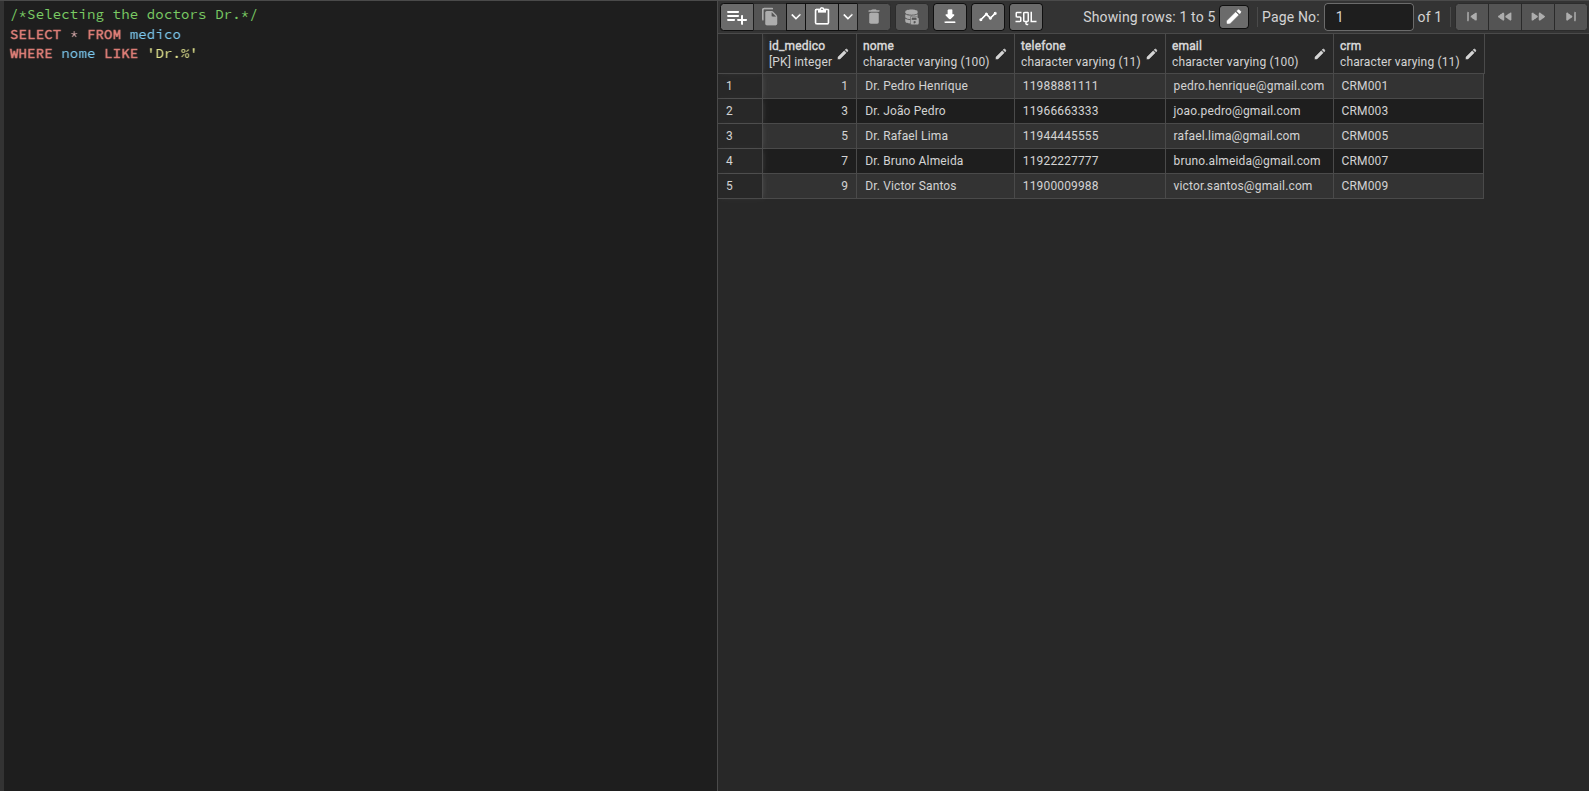 /*Selecting the doctors Dr.*/
SELECT * FROM medico
WHERE nome LIKE 'Dr.%'
SQL Showing rows: 1 to 5 Page No: 1 of 1
id_medico nome telefone email crm
[PK] integer character varying (100) character varying (11) character varying (100) character varying (11)
1 1 Dr. Pedro Henrique 11988881111 pedro.henrique@gmail.com CRM001
2 3 Dr. João Pedro 11966663333 joao.pedro@gmail.com CRM003
3 5 Dr. Rafael Lima 11944445555 rafael.lima@gmail.com CRM005
4 7 Dr. Bruno Almeida 11922227777 bruno.almeida@gmail.com CRM007
5 9 Dr. Victor Santos 11900009988 victor.santos@gmail.com CRM009